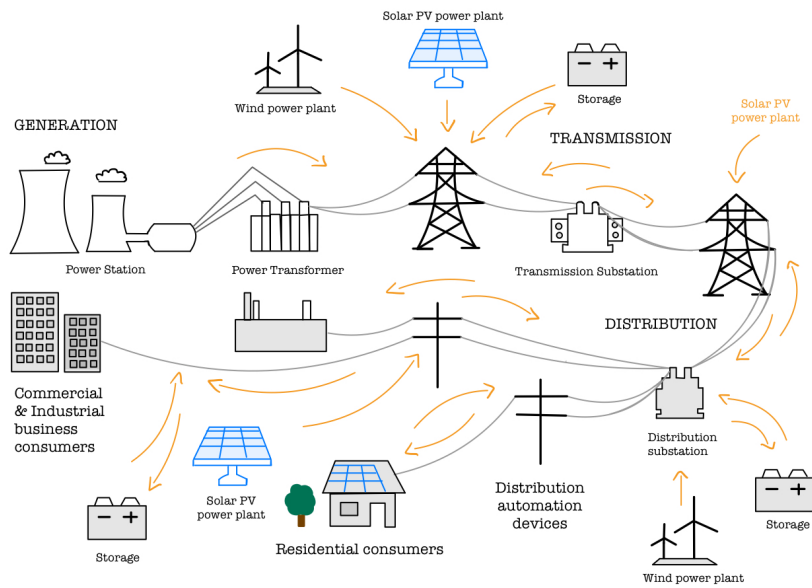 Solar PV power plant
Wind power plant
Storage
GENERATION
TRANSMISSION
Solar PV
power plant
Power Station
Power Transformer
Transmission Substation
DISTRIBUTION
Commercial
& Industrial
business
consumers
Distribution
substation
Solar PV
power plant
Distribution
automation
devices
Storage
Residential consumers
Storage
Wind power plant